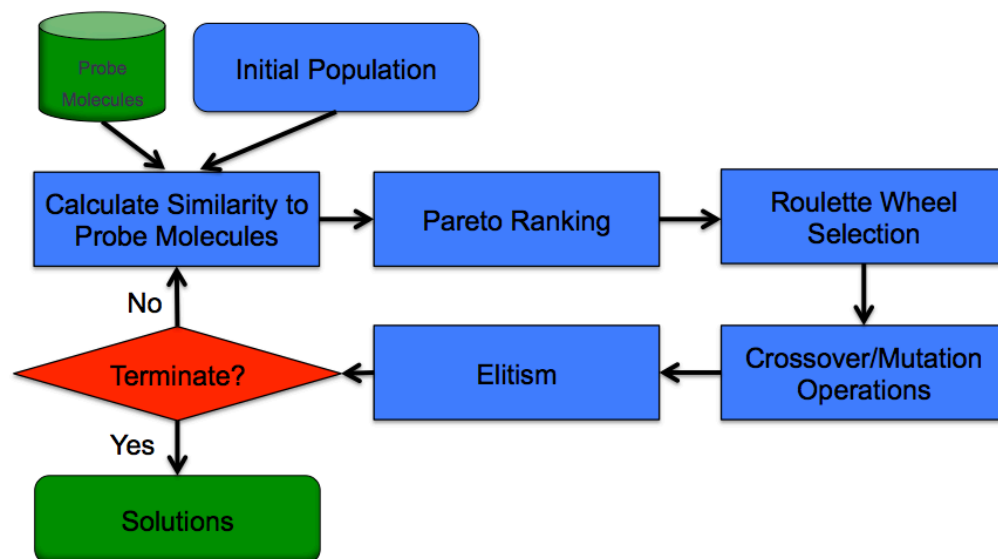 Probe
Molecules
Initial Population
Calculate Similarity to
Probe Molecules
Pareto Ranking
Roulette Wheel
Selection
No
Terminate?
Elitism
Crossover/Mutation
Operations
Yes
Solutions